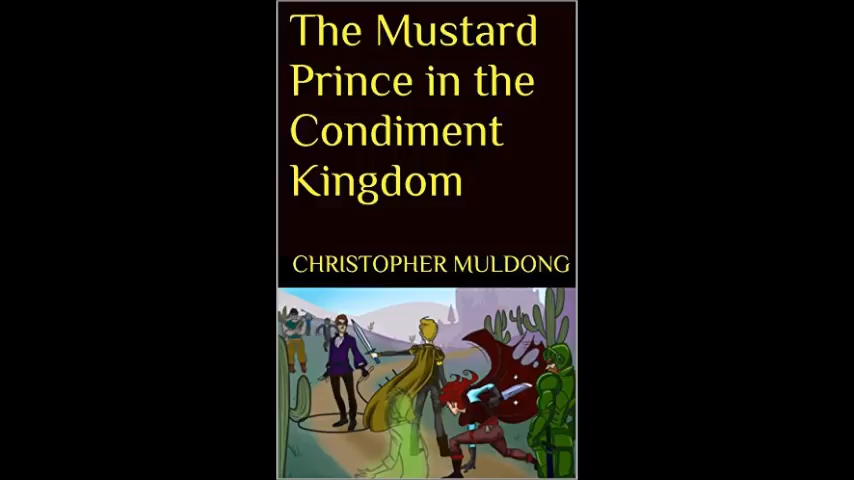 The Mustard
Prince in the
Condiment
Kingdom
CHRISTOPHER MULDONG